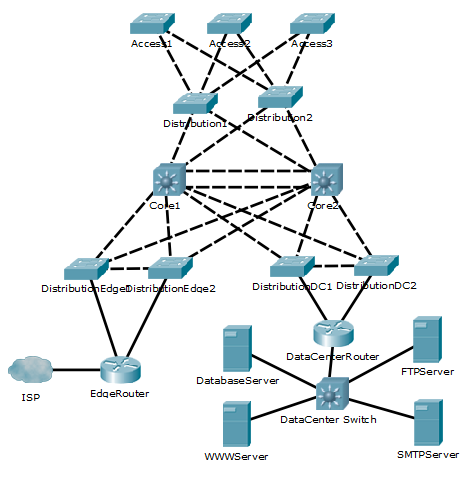 Access1
Access2
Access3
Distribution1
Distribution2
Core1
Core2
DistributionEdge1
DistributionEdge2
DistributionDC1
DistributionDC2
DataCenterRouter
DatabaseServer
FTPServer
ISP
EdgeRouter
DataCenter Switch
WWWServer
SMTPServer